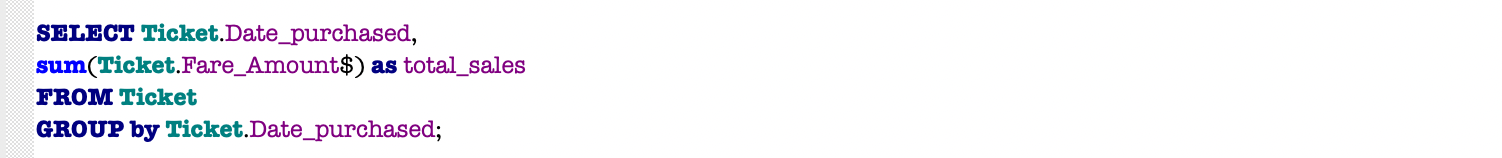 SELECT Ticket.Date_purchased,
sum(Ticket.Fare_Amount$) as total_sales
FROM Ticket
GROUP by Ticket.Date_purchased;